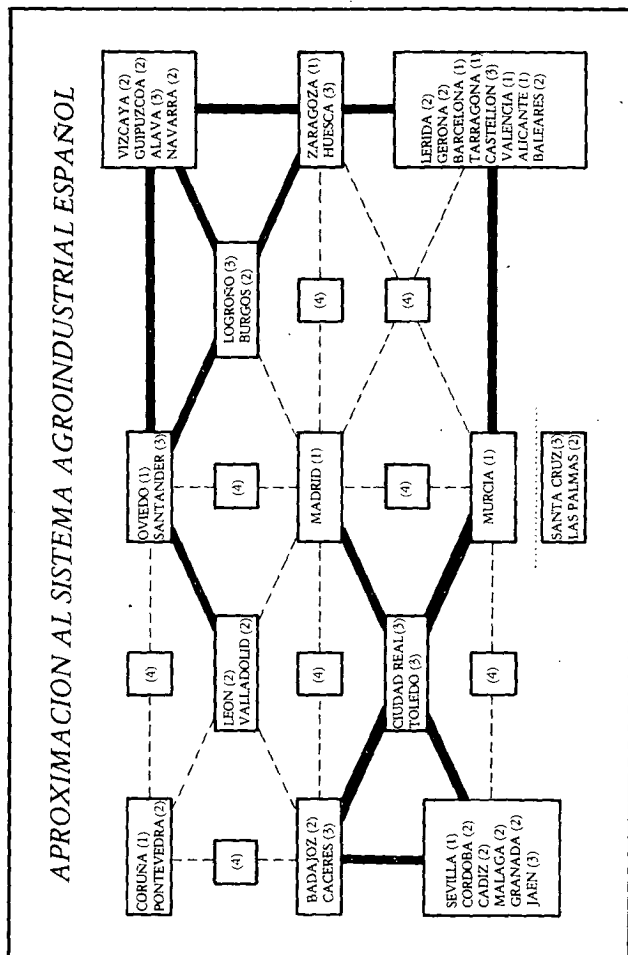 APROXIMACION AL SISTEMA AGROINDUSTRIAL ESPAÑOL
CORUÑA (1)
PONTEVEDRA (2)
(4)
OVIEDO (1)
SANTANDER (3)
VIZCAYA (2)
GUIPUZCOA (2)
ALAVA (3)
NAVARRA (2)
(4)
LEON (2)
VALLADOLID (2)
(4)
LOGROÑO (3)
BURGOS (2)
BADAJOZ (2)
CACERES (3)
(4)
MADRID (1)
(4)
ZARAGOZA (1)
HUESCA (3)
CIUDAD REAL (3)
TOLEDO (3)
(4)
(4)
SEVILLA (1)
CORDOBA (2)
CADIZ (2)
MALAGA (2)
GRANADA (2)
JAEN (3)
(4)
MURCIA (1)
LERIDA (2)
GERONA (2)
BARCELONA (1)
TARRAGONA (1)
CASTELLON (3)
VALENCIA (1)
ALICANTE (1)
BALEARES (2)
SANTA CRUZ (3)
LAS PALMAS (2)